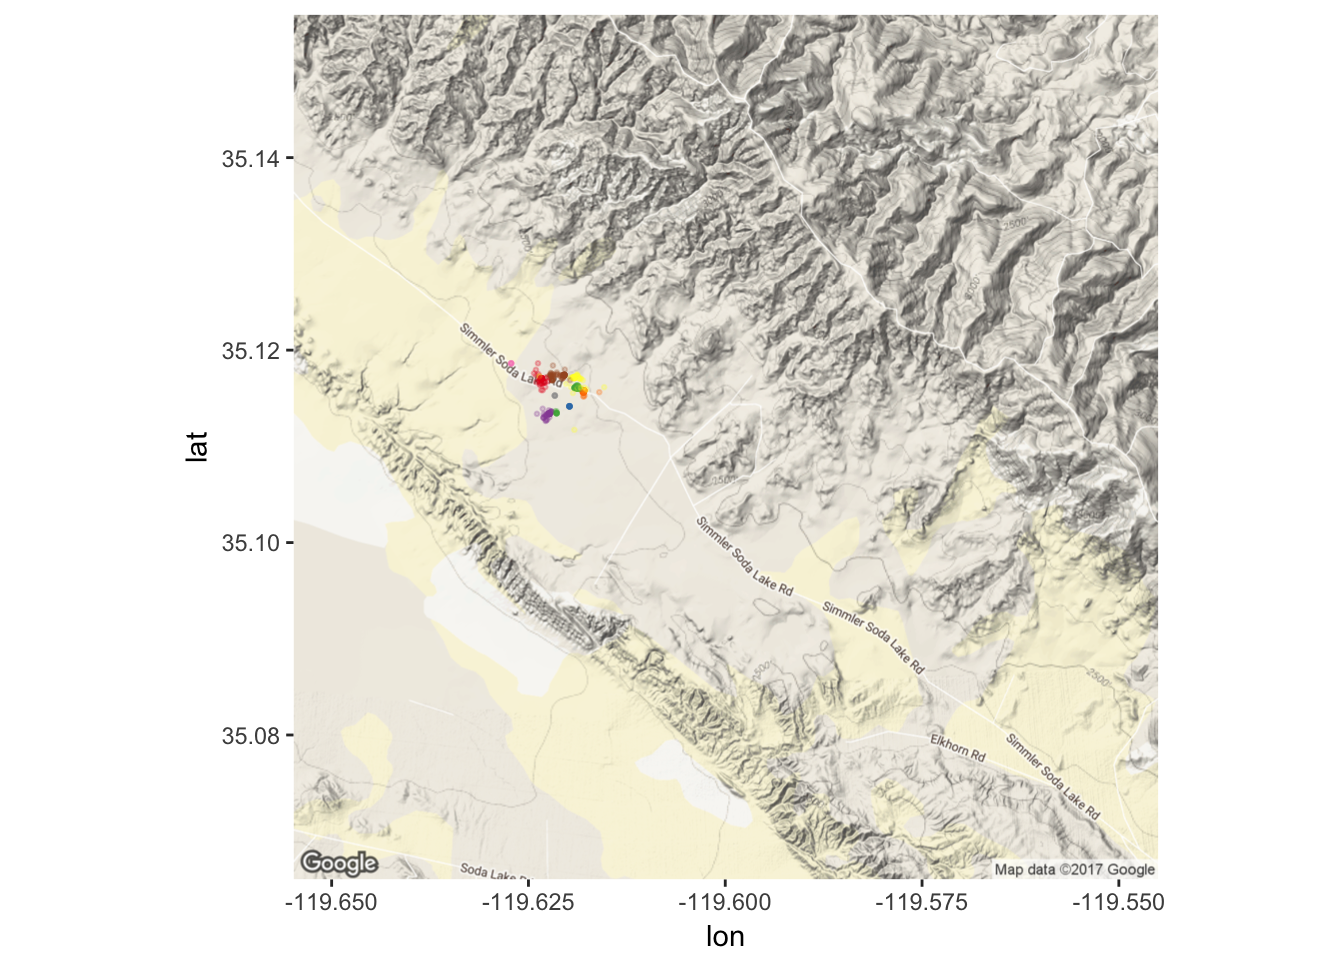 35.14
35.12
35.10
35.08
lat
-119.650
-119.625
-119.600
-119.575
-119.550
lon
2500
1500
Simmler Soda Lake Rd
Simmler Soda Lake Rd
Simmler Soda Lake Rd
2500
Elkhorn Rd
Simmler Soda Lake Rd
Soda Lake
Google
Map data ©2017 Google